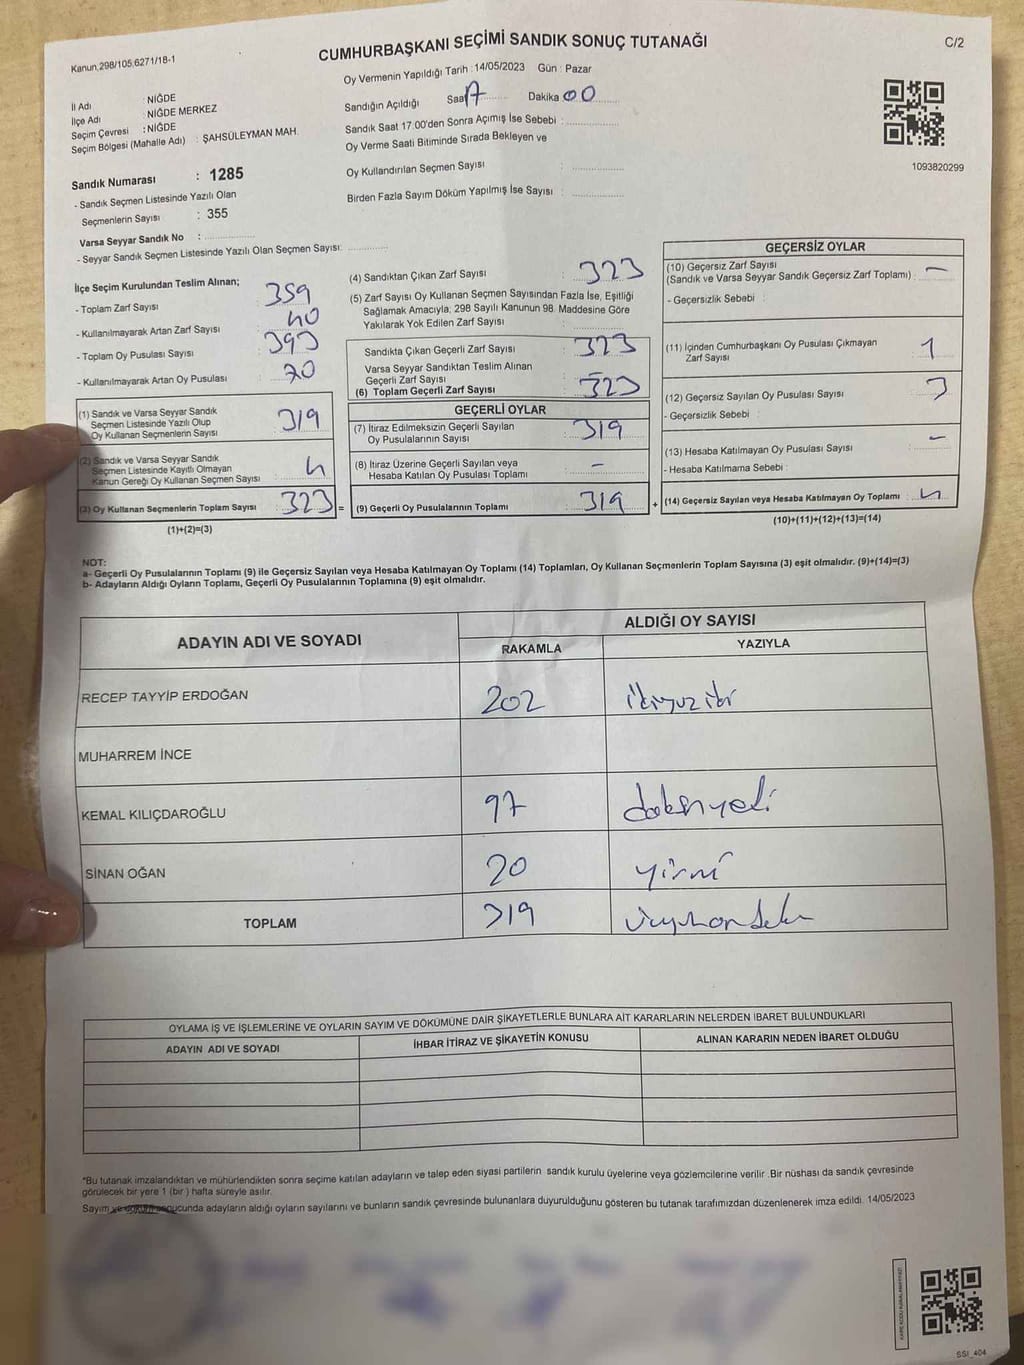 Kanun,298/105,6271/18-1
CUMHURBAŞKANI SEÇİMİ SANDIK SONUÇ TUTANAĞI
C/2
İl Adı : NİĞDE
İlçe Adı : NİĞDE MERKEZ
Seçim Çevresi : NİĞDE
Seçim Bölgesi (Mahalle Adı) : ŞAHSÜLEYMAN MAH.
Sandık Numarası : 1285
- Sandık Seçmen Listesinde Yazılı Olan
Seçmenlerin Sayısı : 355
Varsa Seyyar Sandık No :
- Seyyar Sandık Seçmen Listesinde Yazılı Olan Seçmen Sayısı:
Oy Vermenin Yapıldığı Tarih : 14/05/2023 Gün : Pazar
Sandığın Açıldığı Saat 17 Dakika 00
Sandık Saat 17.00'den Sonra Açımış İse Sebebi :
Oy Verme Saati Bitiminde Sırada Bekleyen ve
Oy Kullandırılan Seçmen Sayısı :
Birden Fazla Sayım Döküm Yapılmış İse Sayısı :
1093820299
İlçe Seçim Kurulundan Teslim Alınan;
- Toplam Zarf Sayısı : 359
- Kullanılmayarak Artan Zarf Sayısı : 40
- Toplam Oy Pusulası Sayısı : 393
- Kullanılmayarak Artan Oy Pusulası : 70
(1) Sandık ve Varsa Seyyar Sandık
Seçmen Listesinde Yazılı Olup
Oy Kullanan Seçmenlerin Sayısı 319
(2) Sandık ve Varsa Seyyar Sandık
Seçmen Listesinde Kayıtlı Olmayan
Kanun Gereği Oy Kullanan Seçmen Sayısı : 4
(3) Oy Kullanan Seçmenlerin Toplam Sayısı : 323 =
(1)+(2)=(3)
(4) Sandıktan Çıkan Zarf Sayısı : 323
(5) Zarf Sayısı Oy Kullanan Seçmen Sayısından Fazla İse, Eşitliği
Sağlamak Amacıyla, 298 Sayılı Kanunun 98. Maddesine Göre
Yakılarak Yok Edilen Zarf Sayısı :
Sandıkta Çıkan Geçerli Zarf Sayısı : 323
Varsa Seyyar Sandıktan Teslim Alınan
Geçerli Zarf Sayısı : –
(6) Toplam Geçerli Zarf Sayısı : 323
GEÇERLİ OYLAR
(7) İtiraz Edilmeksizin Geçerli Sayılan
Oy Pusulalarının Sayısı : 319
(8) İtiraz Üzerine Geçerli Sayılan veya
Hesaba Katılan Oy Pusulası Toplamı : –
(9) Geçerli Oy Pusulalarının Toplamı : 319 +
GEÇERSİZ OYLAR
(10) Geçersiz Zarf Sayısı
(Sandık ve Varsa Seyyar Sandık Geçersiz Zarf Toplamı) : –
- Geçersizlik Sebebi :
(11) İçinden Cumhurbaşkanı Oy Pusulası Çıkmayan
Zarf Sayısı : 1
(12) Geçersiz Sayılan Oy Pusulası Sayısı : 3
- Geçersizlik Sebebi :
(13) Hesaba Katılmayan Oy Pusulası Sayısı : –
- Hesaba Katılmama Sebebi :
(14) Geçersiz Sayılan veya Hesaba Katılmayan Oy Toplamı : 4
(10)+(11)+(12)+(13)=(14)
NOT:
a- Geçerli Oy Pusulalarının Toplamı (9) ile Geçersiz Sayılan veya Hesaba Katılmayan Oy Toplamı (14) Toplamları, Oy Kullanan Seçmenlerin Toplam Sayısına (3) eşit olmalıdır. (9)+(14)=(3)
b- Adayların Aldığı Oyların Toplamı, Geçerli Oy Pusulalarının Toplamına (9) eşit olmalıdır.
ADAYIN ADI VE SOYADI
ALDIĞI OY SAYISI
RAKAMLA YAZIYLA
RECEP TAYYİP ERDOĞAN 202 ikiyüziki
MUHARREM İNCE
KEMAL KILIÇDAROĞLU 97 doksanyedi
SİNAN OĞAN 20 yirmi
TOPLAM 319
OYLAMA İŞ VE İŞLEMLERİNE VE OYLARIN SAYIM VE DÖKÜMÜNE DAİR ŞİKAYETLERLE BUNLARA AİT KARARLARIN NELERDEN İBARET BULUNDUKLARI
ADAYIN ADI VE SOYADI İHBAR İTİRAZ VE ŞİKAYETİN KONUSU ALINAN KARARIN NEDEN İBARET OLDUĞU
*Bu tutanak imzalandıktan ve mühürlendikten sonra seçime katılan adayların ve talep eden siyasi partilerin sandık kurulu üyelerine veya gözlemcilerine verilir .Bir nüshası da sandık çevresinde
görülecek bir yere 1 (bir ) hafta süreyle asılır.
Sayım ve döküm sonucunda adayların aldığı oyların sayılarını ve bunların sandık çevresinde bulunanlara duyurulduğunu gösteren bu tutanak tarafımızdan düzenlenerek imza edildi. 14/05/2023
SSI_404